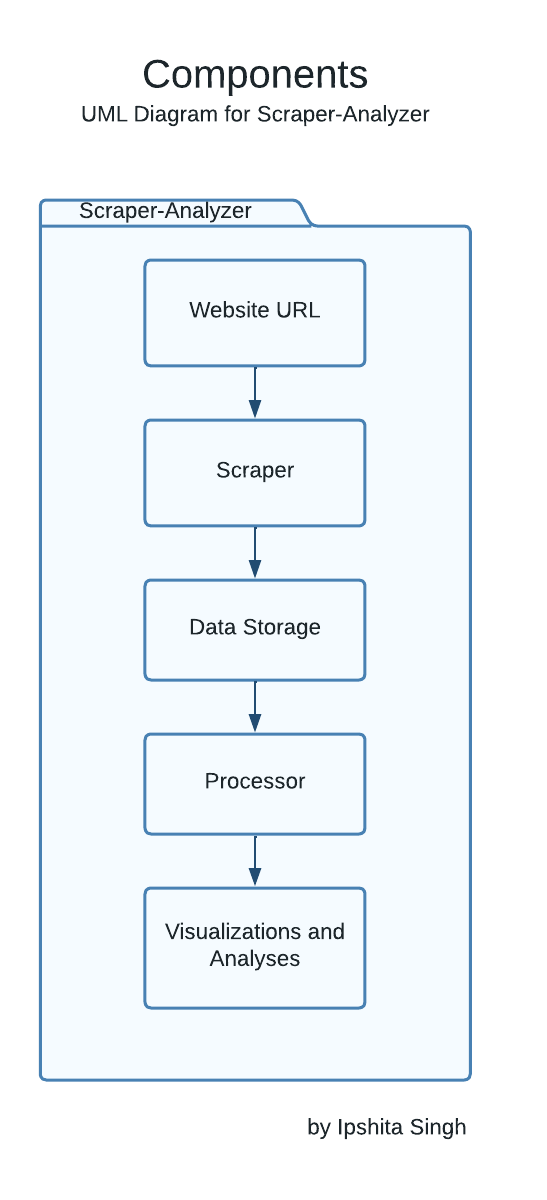 Components
UML Diagram for Scraper-Analyzer
Scraper-Analyzer
Website URL
Scraper
Data Storage
Processor
Visualizations and
Analyses
by Ipshita Singh